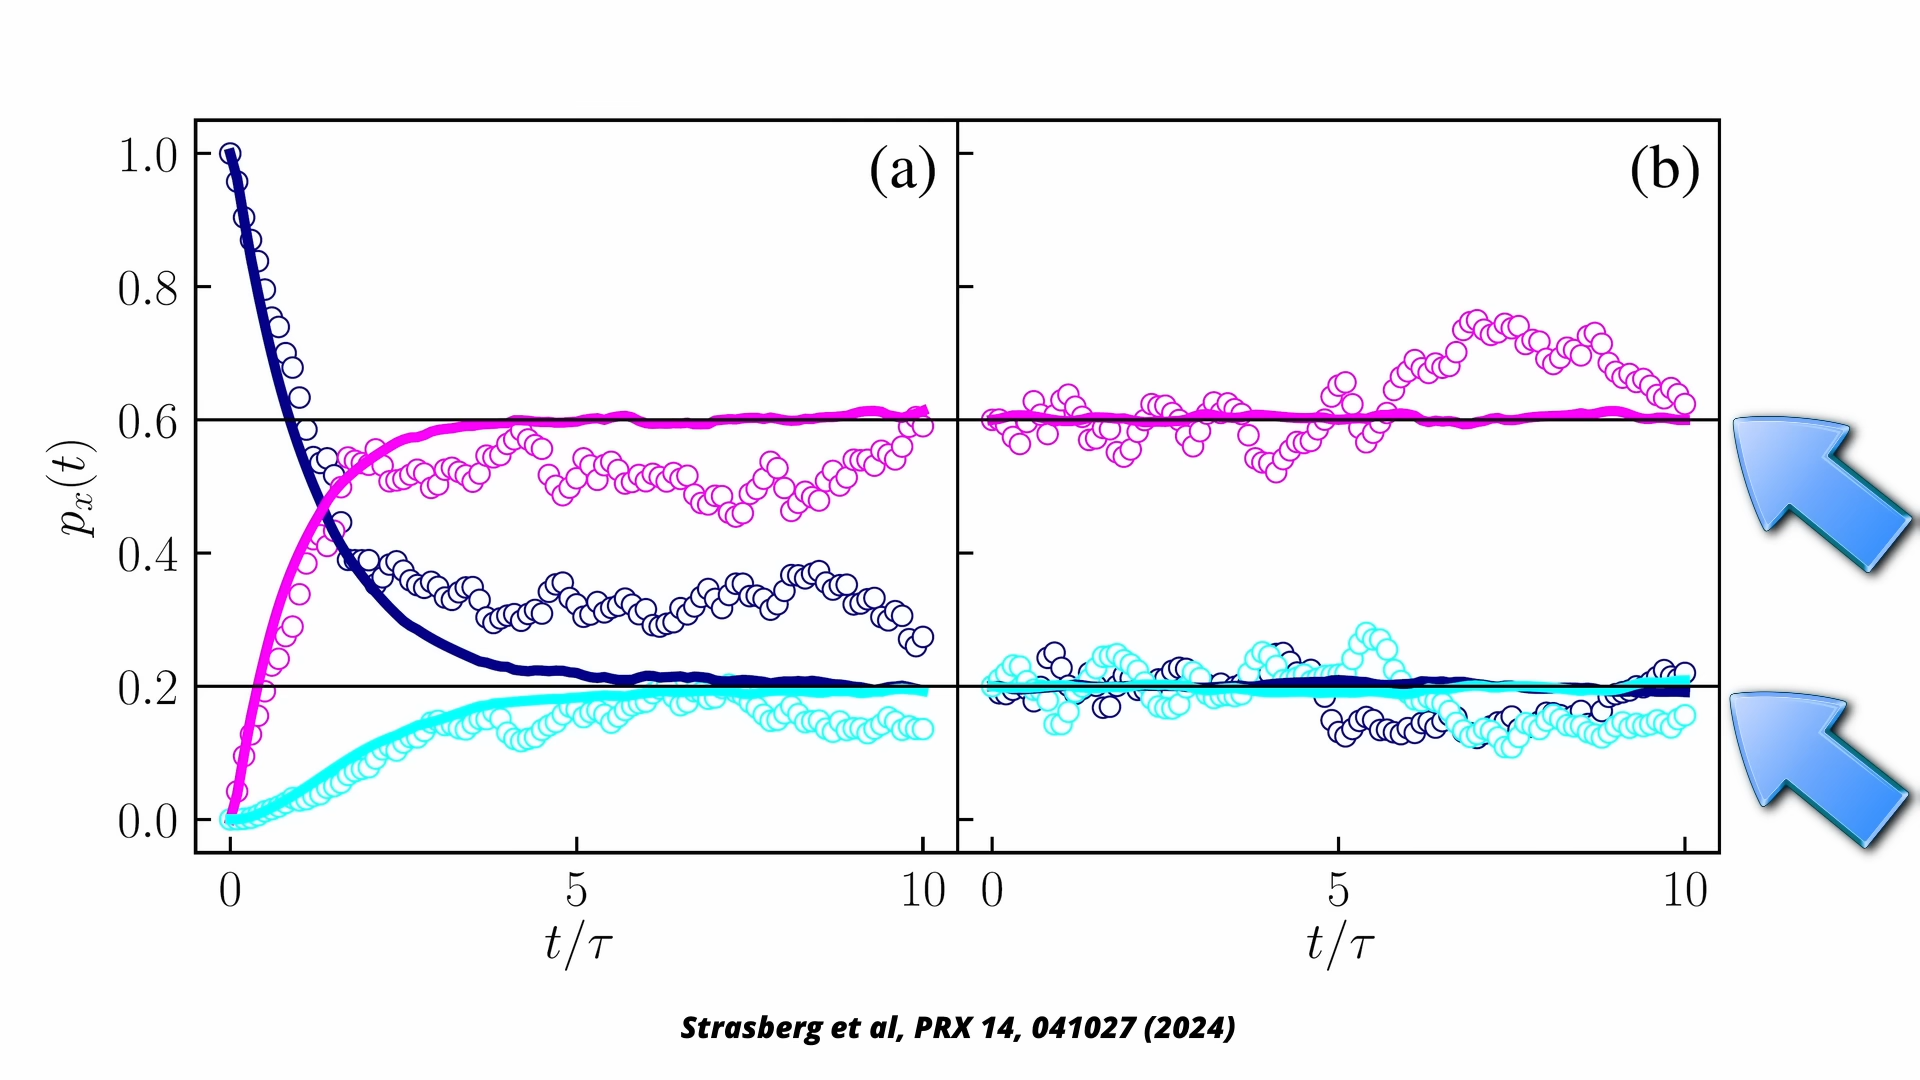 (a)
(b)
1.0
0.8
0.6
0.4
0.2
0.0
pₓ(t)
0 5 10 0 5 10
t/τ t/τ
Strasberg et al, PRX 14, 041027 (2024)